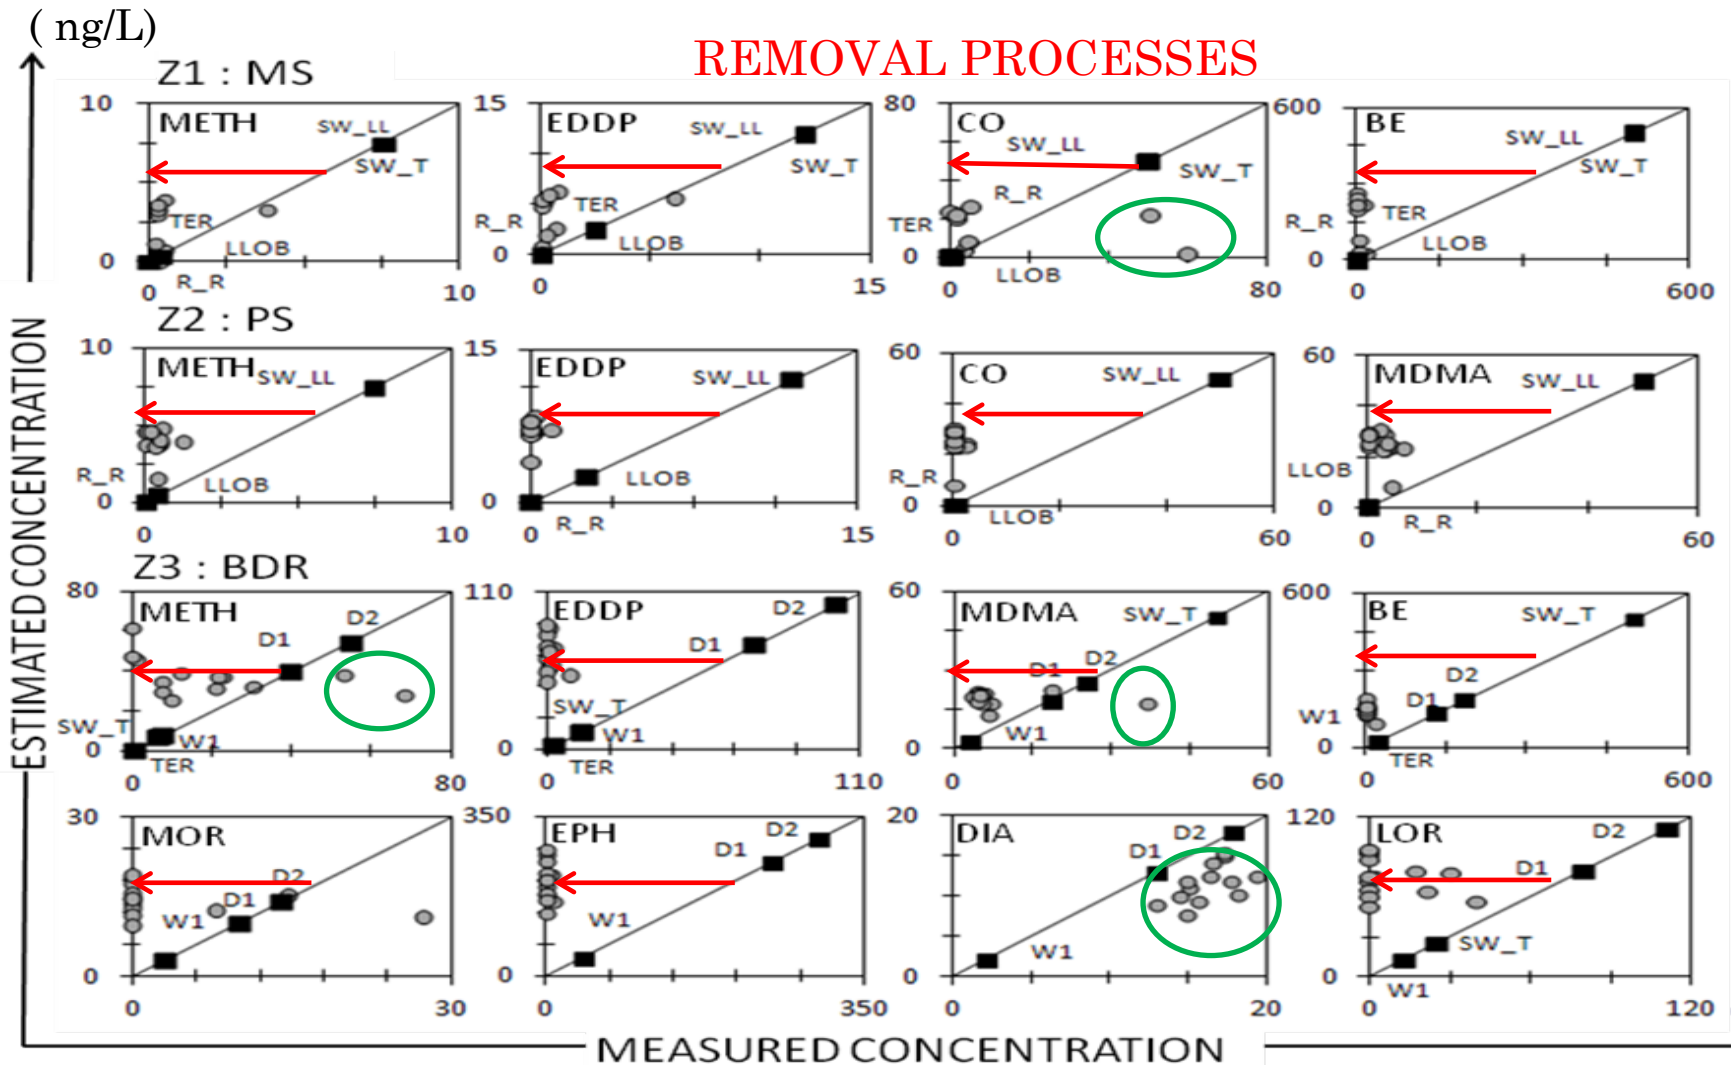 ( ng/L)
REMOVAL PROCESSES
Z1 : MS
10 METH SW_LL SW_T TER LLOB R_R 0 0 10
15 EDDP SW_LL SW_T TER R_R LLOB 0 0 15
80 CO SW_LL SW_T R_R TER LLOB 0 0 80
600 BE SW_LL SW_T TER R_R LLOB 0 0 600
Z2 : PS
10 METH SW_LL R_R LLOB 0 0 10
15 EDDP SW_LL LLOB 0 R_R 0 15
60 CO SW_LL R_R LLOB 0 0 60
60 MDMA SW_LL LLOB R_R 0 0 60
Z3 : BDR
80 METH D2 D1 SW_T W1 0 TER 0 80
110 EDDP D2 D1 SW_T W1 0 TER 0 110
60 MDMA SW_T D2 D1 W1 0 0 60
600 BE SW_T D2 D1 W1 0 TER 0 600
30 MOR D2 D1 W1 0 0 30
350 EPH D2 D1 W1 0 0 350
20 DIA D2 D1 W1 0 0 20
120 LOR D2 D1 SW_T 0 W1 0 120
ESTIMATED CONCENTRATION
MEASURED CONCENTRATION